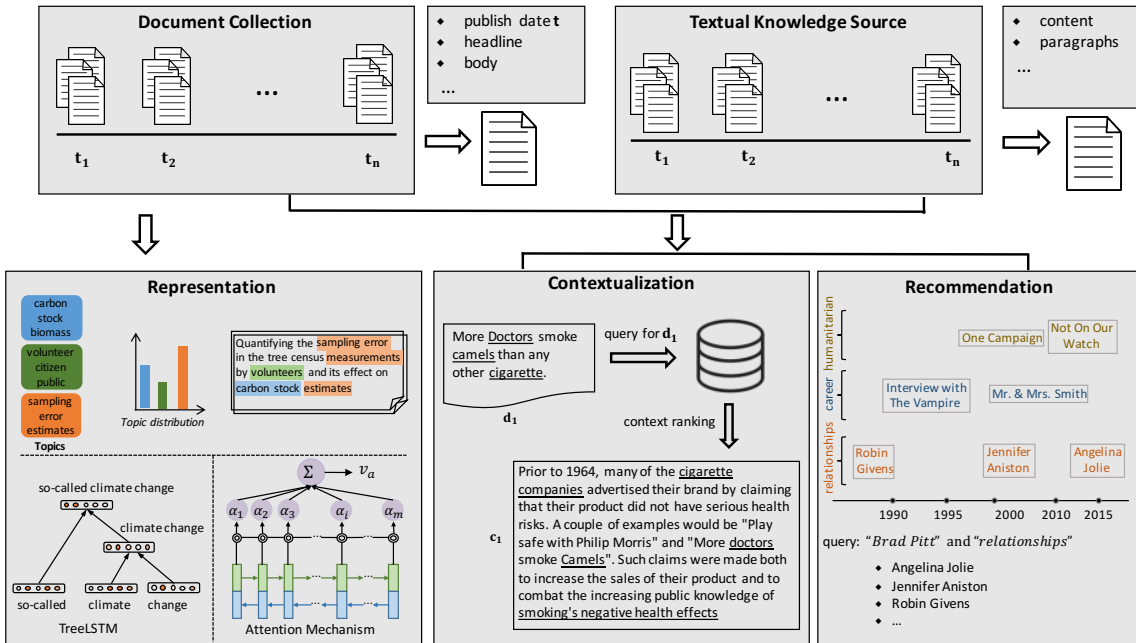 Document Collection
t1
t2
...
tn
◆ publish date t
◆ headline
◆ body
...
Textual Knowledge Source
t1
t2
...
tn
◆ content
◆ paragraphs
...
Representation
carbon
stock
biomass
volunteer
citizen
public
sampling
error
estimates
Topics
Topic distribution
Quantifying the sampling error
in the tree census measurements
by volunteers and its effect on
carbon stock estimates
so-called climate change
climate change
so-called
climate
change
TreeLSTM
Σ
va
α1
α2
α3
αi
αm
Attention Mechanism
Contextualization
More Doctors smoke
camels than any
other cigarette.
d1
query for d1
context ranking
c1
Prior to 1964, many of the cigarette
companies advertised their brand by claiming
that their product did not have serious health
risks. A couple of examples would be "Play
safe with Philip Morris" and "More doctors
smoke Camels". Such claims were made both
to increase the sales of their product and to
combat the increasing public knowledge of
smoking's negative health effects
Recommendation
humanitarian
One Campaign
Not On Our
Watch
career
Interview with
The Vampire
Mr. & Mrs. Smith
relationships
Robin
Givens
Jennifer
Aniston
Angelina
Jolie
1990
1995
2000
2010
2015
query: “Brad Pitt” and “relationships”
◆ Angelina Jolie
◆ Jennifer Aniston
◆ Robin Givens
◆ ...